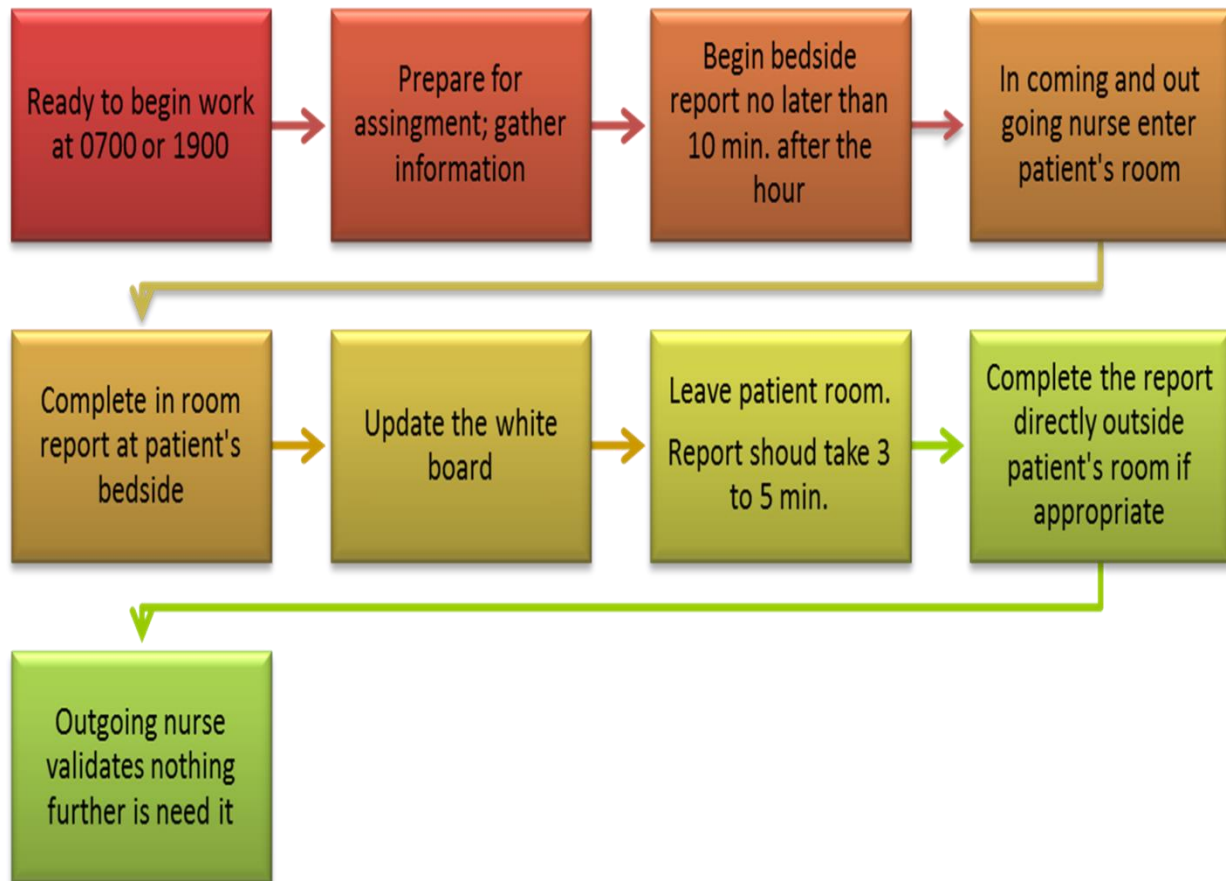 Ready to begin work
at 0700 or 1900
Prepare for
assingment; gather
information
Begin bedside
report no later than
10 min. after the
hour
In coming and out
going nurse enter
patient's room
Complete in room
report at patient's
bedside
Update the white
board
Leave patient room.
Report shoud take 3
to 5 min.
Complete the report
directly outside
patient's room if
appropriate
Outgoing nurse
validates nothing
further is need it